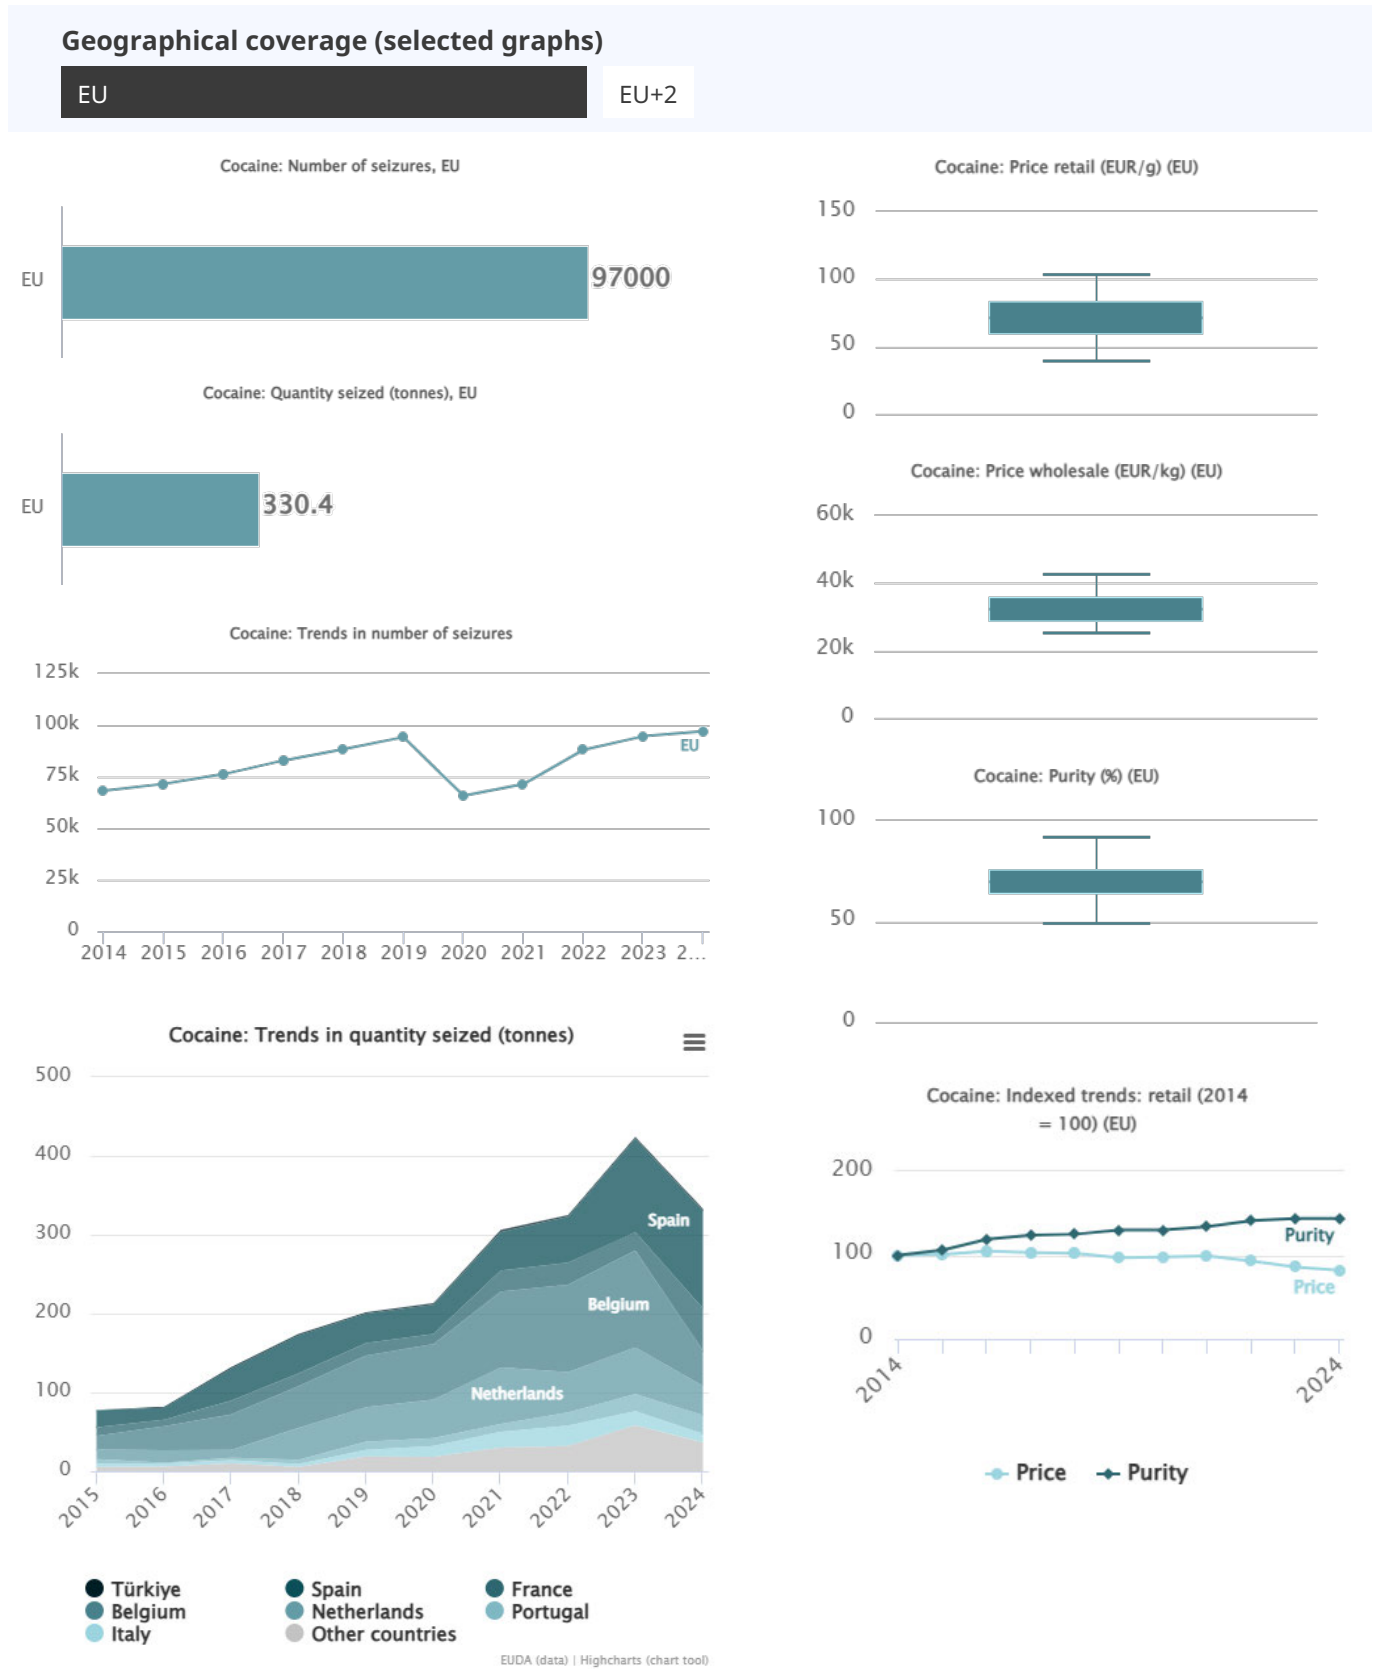 Geographical coverage (selected graphs)
EU
EU+2
Cocaine: Number of seizures, EU
EU
97000
Cocaine: Quantity seized (tonnes), EU
EU
330.4
Cocaine: Trends in number of seizures
125k
100k
75k
50k
25k
0
EU
2014 2015 2016 2017 2018 2019 2020 2021 2022 2023 2...
Cocaine: Trends in quantity seized (tonnes)
500
400
300
200
100
0
Spain
Belgium
Netherlands
2015 2016 2017 2018 2019 2020 2021 2022 2023 2024
Türkiye Spain France
Belgium Netherlands Portugal
Italy Other countries
EUDA (data) | Highcharts (chart tool)
Cocaine: Price retail (EUR/g) (EU)
150
100
50
0
Cocaine: Price wholesale (EUR/kg) (EU)
60k
40k
20k
0
Cocaine: Purity (%) (EU)
100
50
0
Cocaine: Indexed trends: retail (2014
= 100) (EU)
200
100
0
Purity
Price
2014 2024
Price Purity